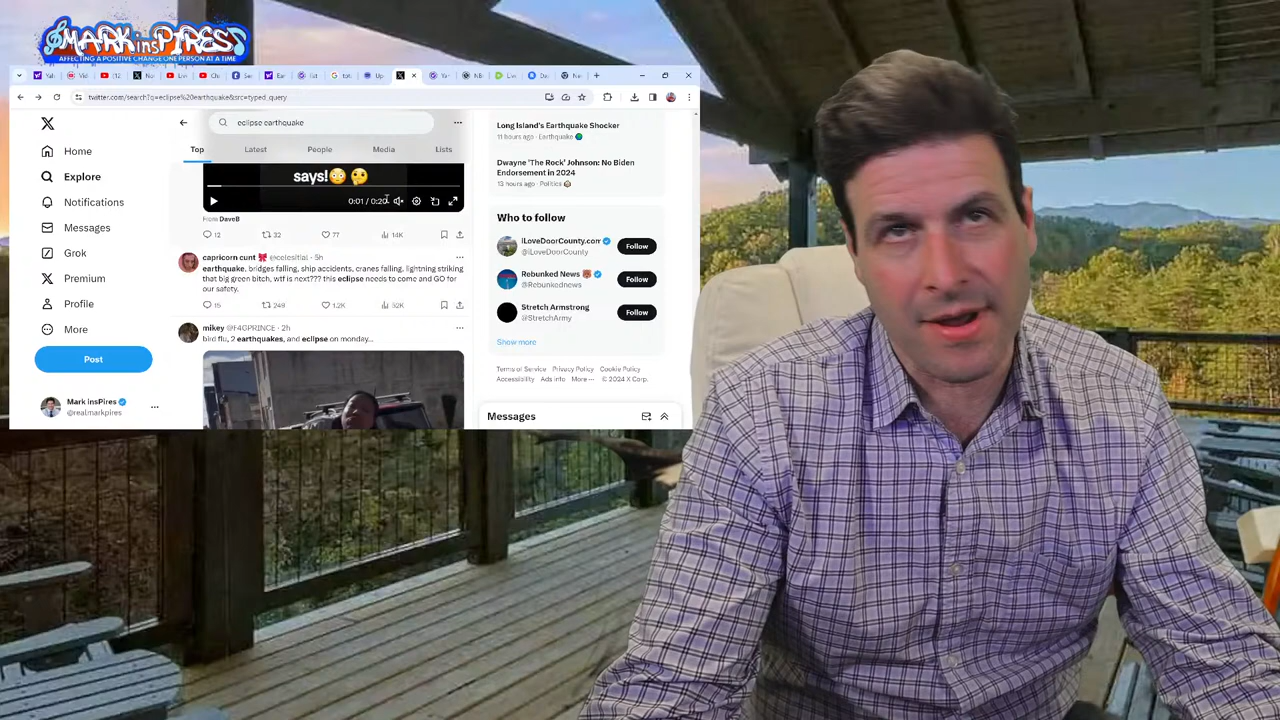 MARK insPIRES
AFFECTING A POSITIVE CHANGE ONE PERSON AT A TIME
twitter.com/search?q=eclipse%20earthquake&src=typed_query
eclipse earthquake
Top
Latest
People
Media
Lists
Home
Explore
Notifications
Messages
Grok
Premium
Profile
More
Post
Mark insPires
@realmarkpires
says!😳 🤔
0:01 / 0:20
From DaveB
12
32
77
14K
capricorn cunt 🎀 @celesitial · 5h
earthquake, bridges falling, ship accidents, cranes falling, lightning striking
that big green bitch, wtf is next??? this eclipse needs to come and GO for
our safety.
15
249
1.2K
52K
mikey @F4GPR1NCE · 2h
bird flu, 2 earthquakes, and eclipse on monday...
Long Island's Earthquake Shocker
11 hours ago · Earthquake
Dwayne 'The Rock' Johnson: No Biden
Endorsement in 2024
13 hours ago · Politics
Who to follow
iLoveDoorCounty.com
@iLoveDoorCounty
Follow
Rebunked News
@Rebunkednews
Follow
Stretch Armstrong
@StretchArmy
Follow
Show more
Terms of Service Privacy Policy Cookie Policy
Accessibility Ads info More ··· © 2024 X Corp.
Messages